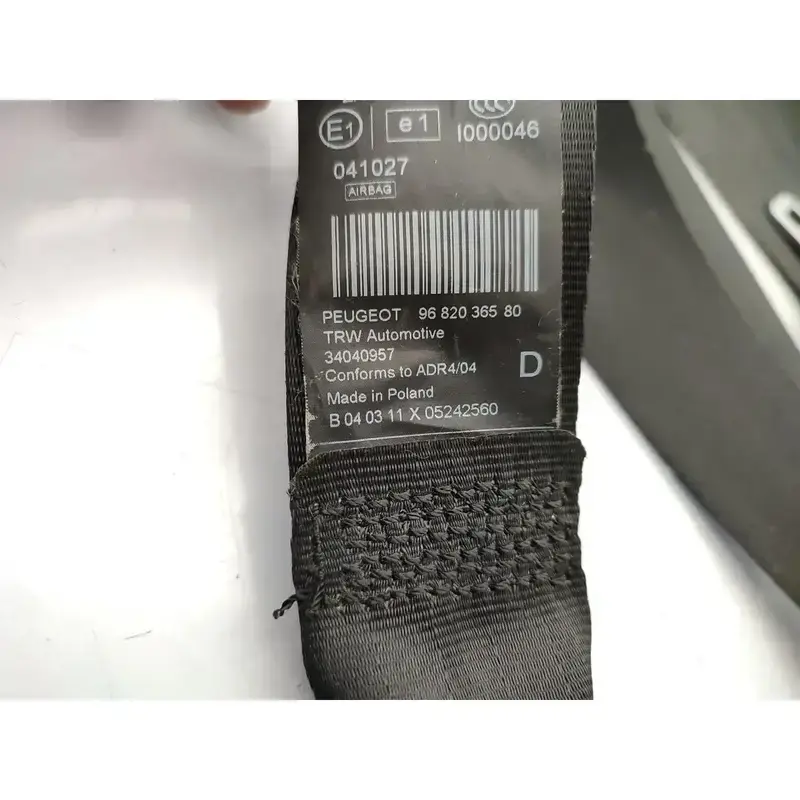 E1 e1 CCC
I000046
041027
AIRBAG
PEUGEOT 96 820 365 80
TRW Automotive
34040957
Conforms to ADR4/04 D
Made in Poland
B 04 03 11 X 05242560